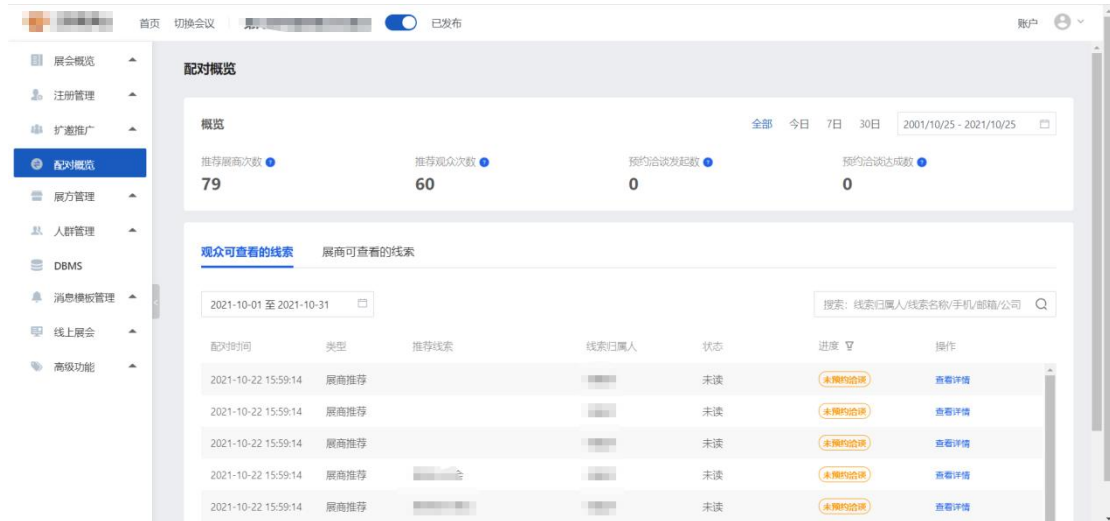 首页 切换会议 已发布 账户
展会概览
注册管理
扩邀推广
配对概览
展方管理
人群管理
DBMS
消息模板管理
线上展会
高级功能
配对概览
概览 全部 今日 7日 30日 2001/10/25 - 2021/10/25
推荐展商次数 推荐观众次数 预约洽谈发起数 预约洽谈达成数
79 60 0 0
观众可查看的线索 展商可查看的线索
2021-10-01 至 2021-10-31 搜索：线索归属人/线索名称/手机/邮箱/公司
配对时间 类型 推荐线索 线索归属人 状态 进度 操作
2021-10-22 15:59:14 展商推荐 未读 未预约洽谈 查看详情
2021-10-22 15:59:14 展商推荐 未读 未预约洽谈 查看详情
2021-10-22 15:59:14 展商推荐 未读 未预约洽谈 查看详情
2021-10-22 15:59:14 展商推荐 未读 未预约洽谈 查看详情
2021-10-22 15:59:14 展商推荐 未读 未预约洽谈 查看详情